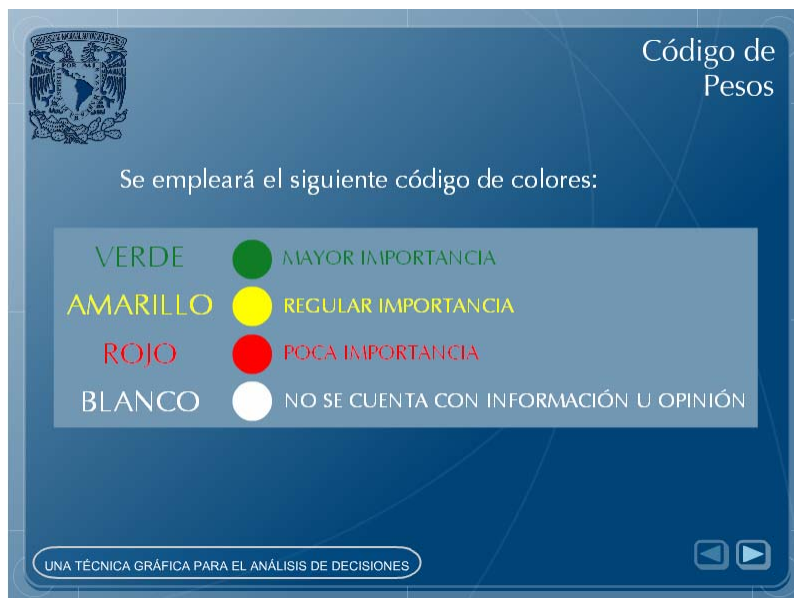 Código de
Pesos
Se empleará el siguiente código de colores:
VERDE MAYOR IMPORTANCIA
AMARILLO REGULAR IMPORTANCIA
ROJO POCA IMPORTANCIA
BLANCO NO SE CUENTA CON INFORMACIÓN U OPINIÓN
UNA TÉCNICA GRÁFICA PARA EL ANÁLISIS DE DECISIONES